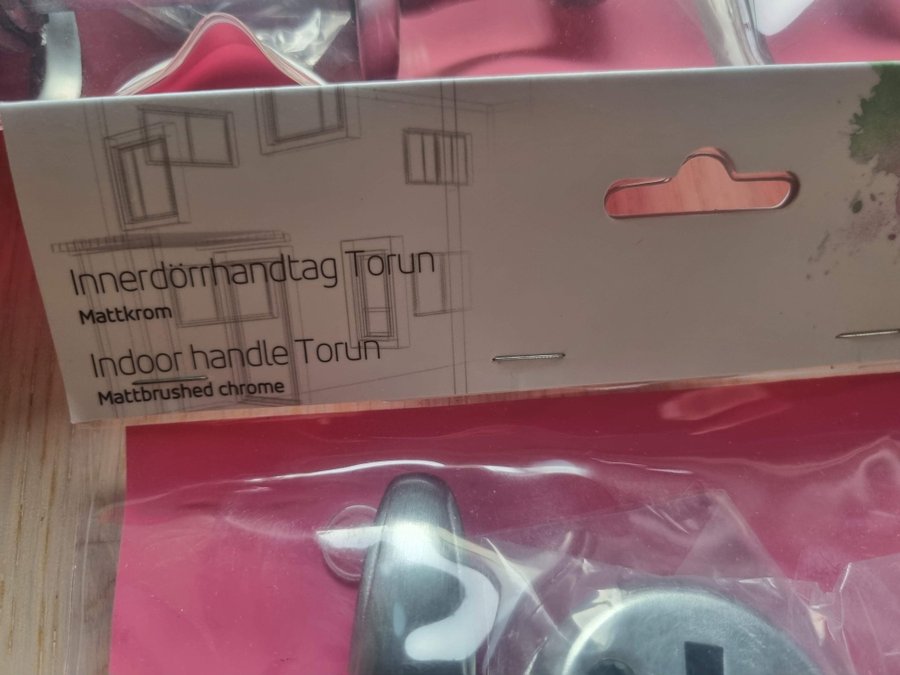 Innerdörrhandtag Torun
Mattkrom
Indoor handle Torun
Mattbrushed chrome